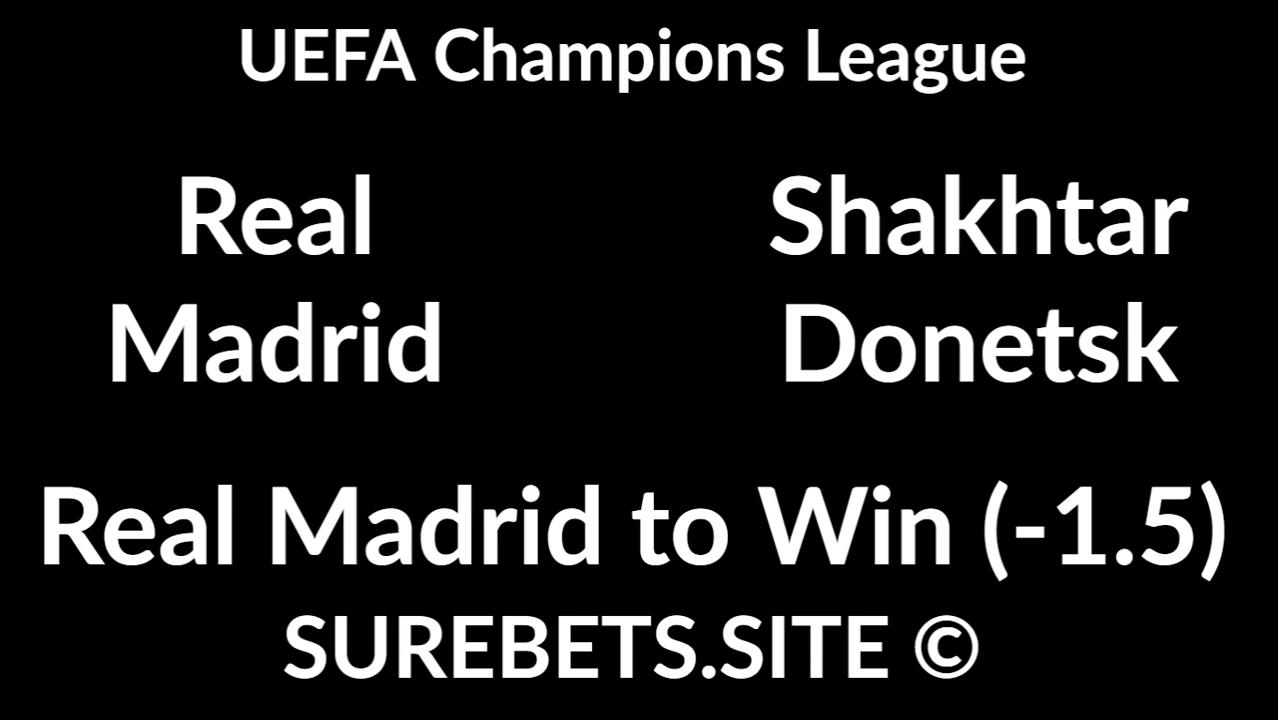 UEFA Champions League
Real Shakhtar
Madrid Donetsk
Real Madrid to Win (-1.5)
SUREBETS.SITE ©